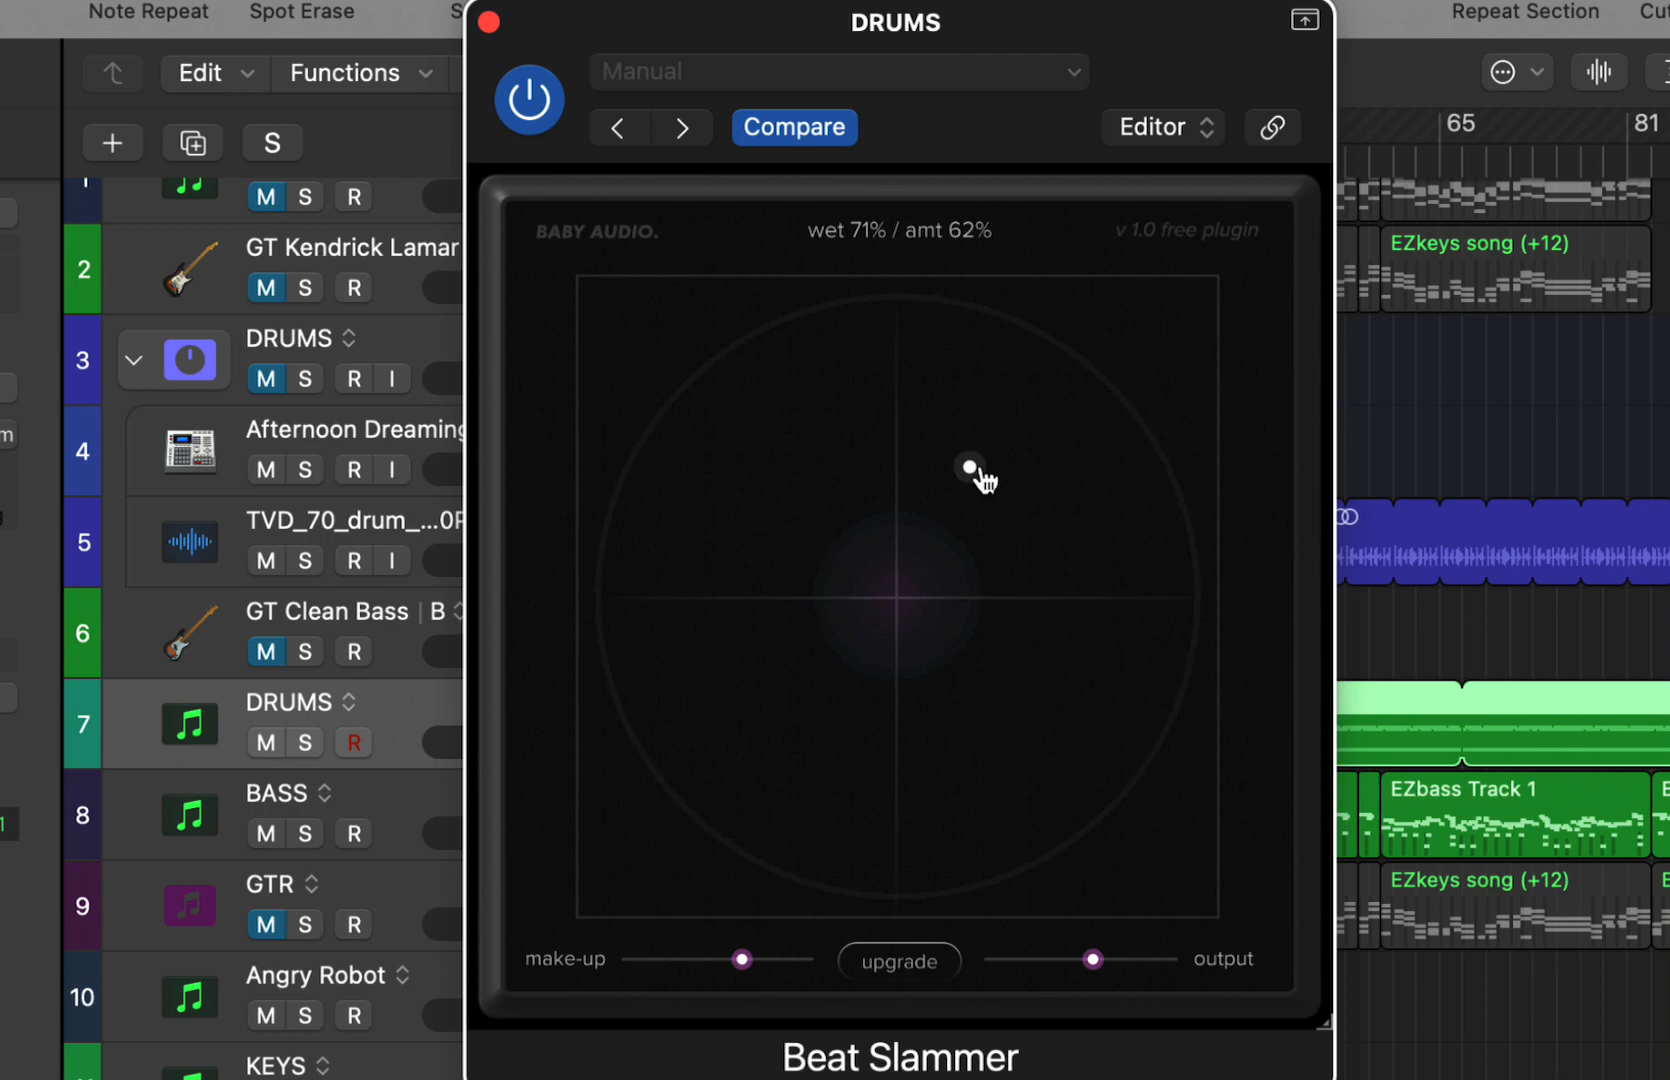 Note Repeat
Spot Erase
Repeat Section
Edit
Functions
S
DRUMS
Manual
Compare
Editor
65
81
M S R
2
GT Kendrick Lamar
M S R
3
DRUMS
M S R I
4
Afternoon Dreaming
M S R I
5
TVD_70_drum_...0P
M S R I
6
GT Clean Bass | B
M S R
7
DRUMS
M S R
8
BASS
M S R
9
GTR
M S R
10
Angry Robot
M S R
KEYS
BABY AUDIO.
wet 71% / amt 62%
v 1.0 free plugin
make-up
upgrade
output
Beat Slammer
EZkeys song (+12)
EZbass Track 1
EZkeys song (+12)